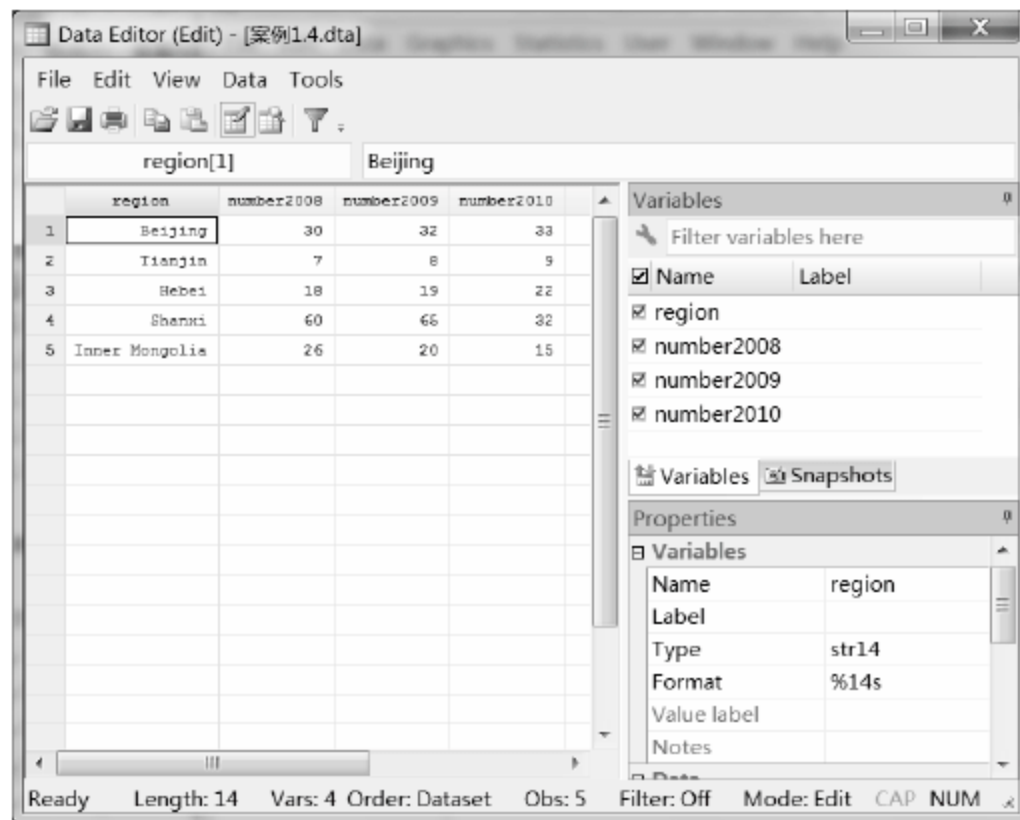 Data Editor (Edit) - [案例1.4.dta]
File Edit View Data Tools
region[1] Beijing
region number2008 number2009 number2010
1 Beijing 30 32 33
2 Tianjin 7 8 9
3 Hebei 18 19 22
4 Shanxi 60 65 32
5 Inner Mongolia 26 20 15
Variables
Filter variables here
Name Label
region
number2008
number2009
number2010
Variables Snapshots
Properties
Variables
Name region
Label
Type str14
Format %14s
Value label
Notes
Ready Length: 14 Vars: 4 Order: Dataset Obs: 5 Filter: Off Mode: Edit CAP NUM